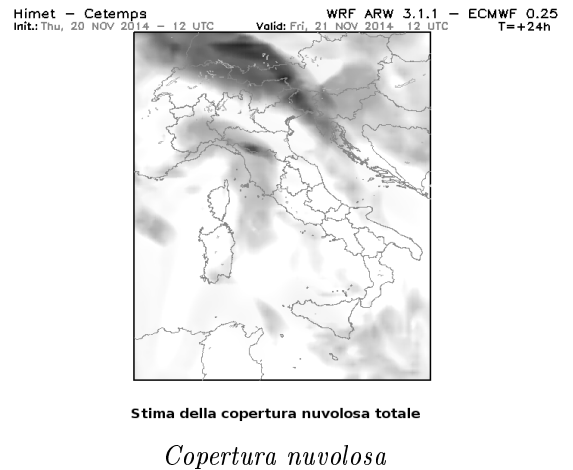 Himet – Cetemps WRF ARW 3.1.1 – ECMWF 0.25
Init.: Thu, 20 NOV 2014 – 12 UTC Valid: Fri, 21 NOV 2014 12 UTC T=+24h
Stima della copertura nuvolosa totale
Copertura nuvolosa